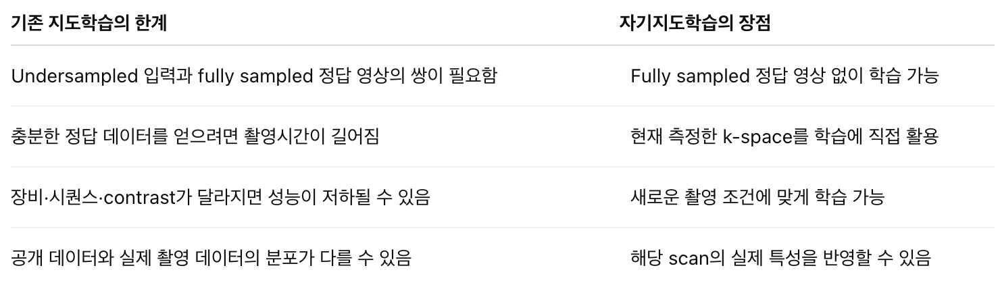 기존 지도학습의 한계 자기지도학습의 장점
Undersampled 입력과 fully sampled 정답 영상의 쌍이 필요함 Fully sampled 정답 영상 없이 학습 가능
충분한 정답 데이터를 얻으려면 촬영시간이 길어짐 현재 측정한 k-space를 학습에 직접 활용
장비·시퀀스·contrast가 달라지면 성능이 저하될 수 있음 새로운 촬영 조건에 맞게 학습 가능
공개 데이터와 실제 촬영 데이터의 분포가 다를 수 있음 해당 scan의 실제 특성을 반영할 수 있음